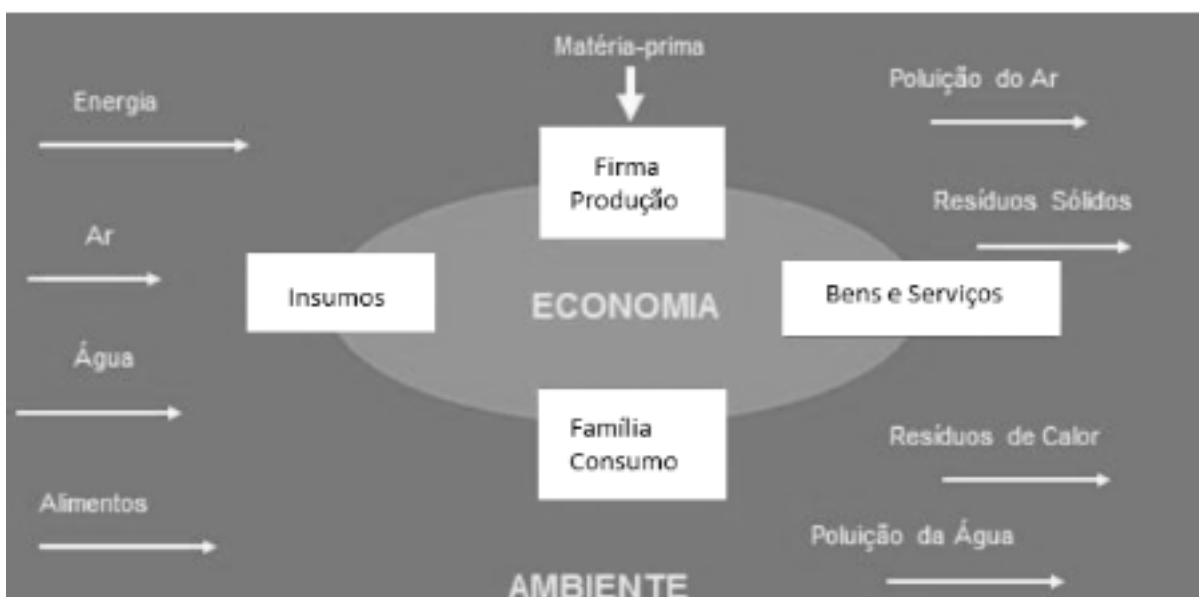 Matéria-prima
Energia
Poluição do Ar
Firma
Produção
Resíduos Sólidos
Ar
Insumos
ECONOMIA
Bens e Serviços
Água
Família
Consumo
Resíduos de Calor
Alimentos
Poluição da Água
AMBIENTE